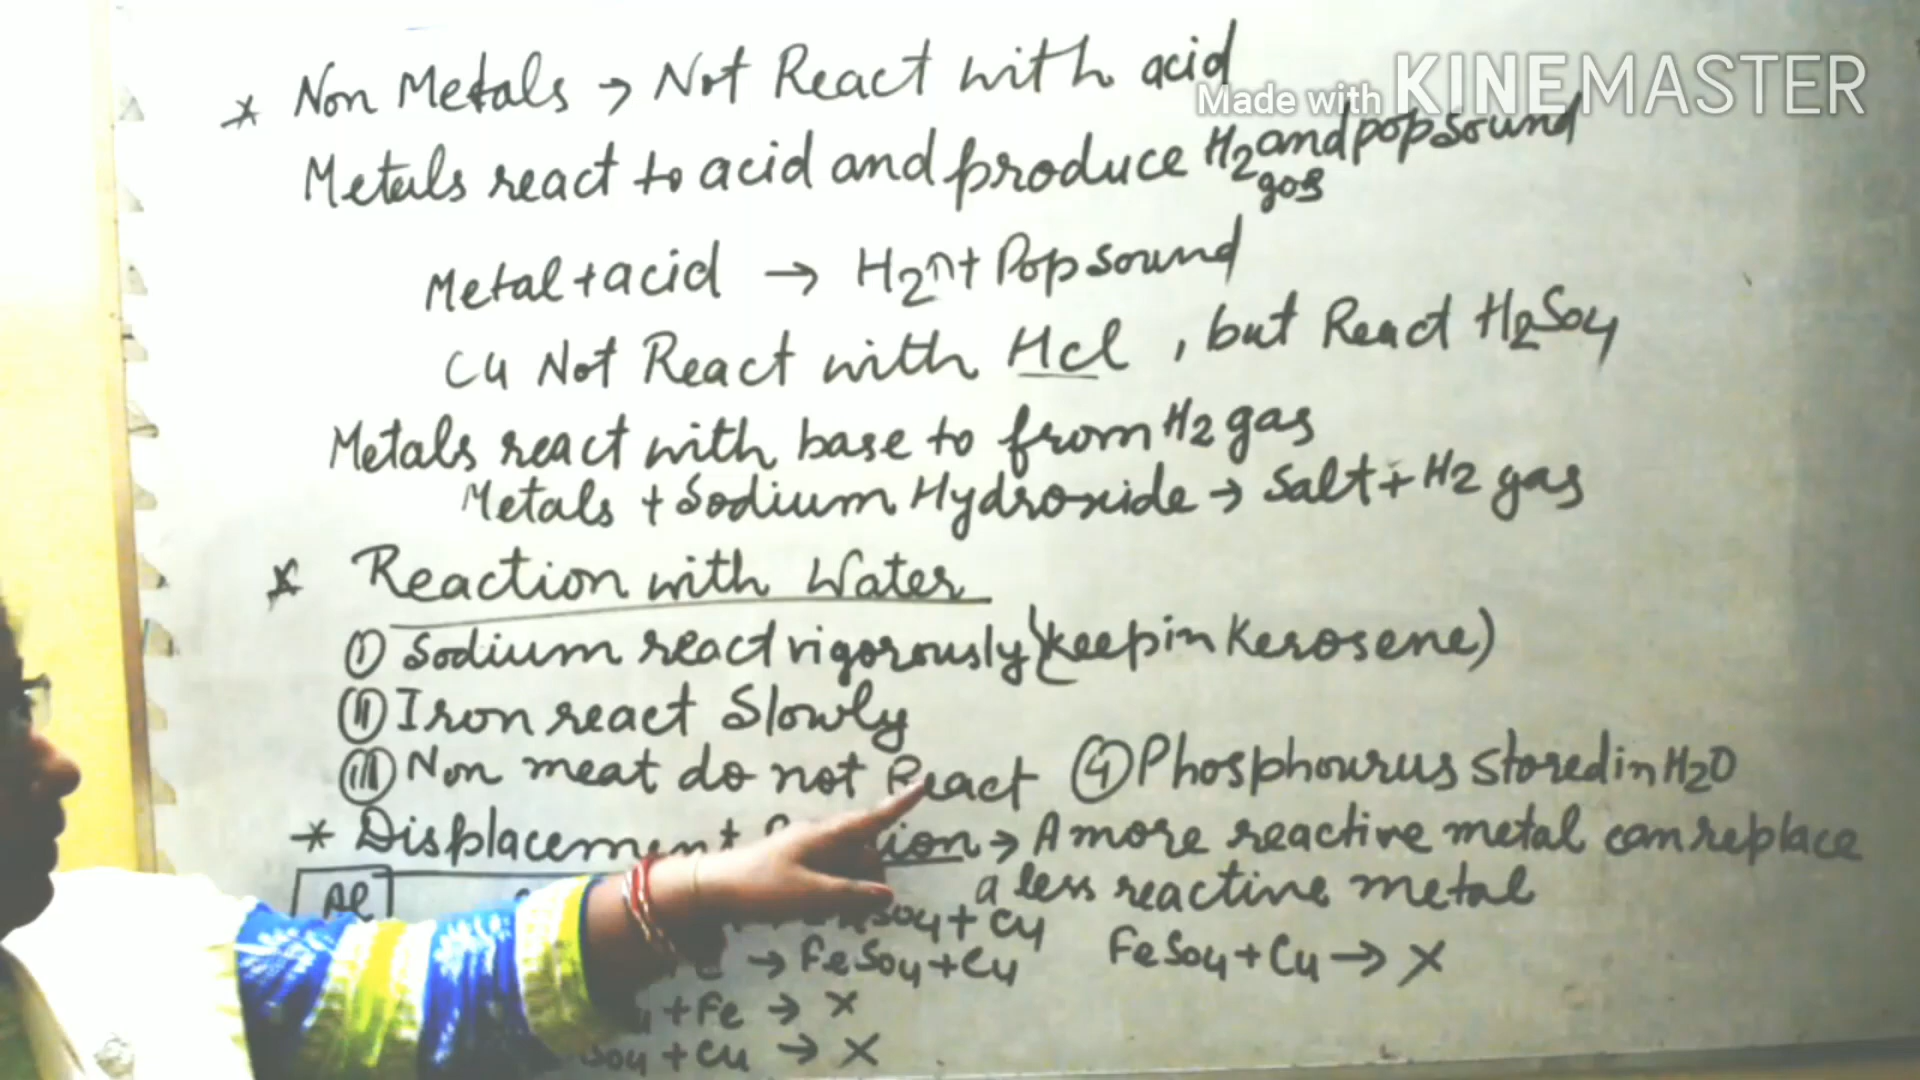 * Non Metals → Not React with acid
Made with KINEMASTER
Metals react to acid and produce H2 gas and pop sound
Metal + acid → H2↑ + Pop sound
Cu Not React with Hcl, but React H2So4
Metals react with base to from H2 gas
Metals + Sodium Hydroxide → Salt + H2 gas
* Reaction with Water
(i) Sodium react vigorously (keep in Kerosene)
(ii) Iron react Slowly
(iii) Non meat do not React (4) Phosphourus stored in H2O
* Displacement → A more reactive metal can replace
a less reactive metal
So4 + Cu
→ FeSo4 + Cu FeSo4 + Cu → X
+ Fe → X
So4 + Cu → X